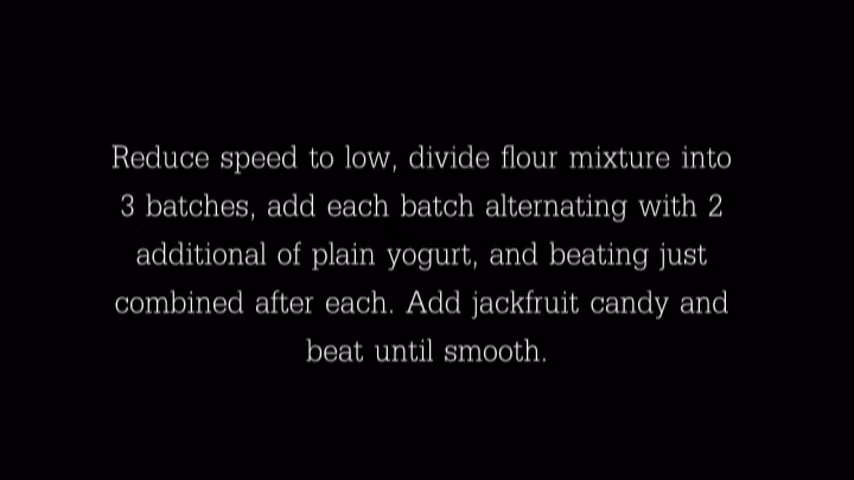 Reduce speed to low, divide flour mixture into
3 batches, add each batch alternating with 2
additional of plain yogurt, and beating just
combined after each. Add jackfruit candy and
beat until smooth.